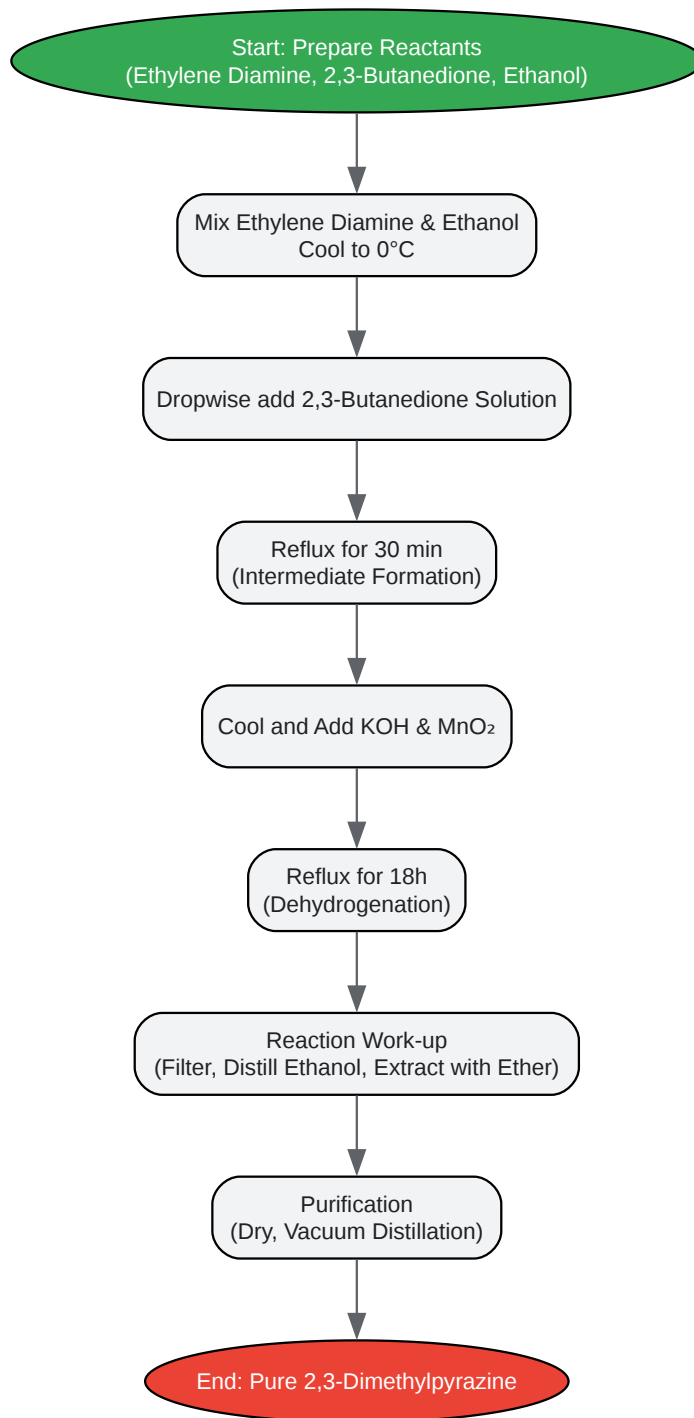 Start: Prepare Reactants
(Ethylene Diamine, 2,3-Butanedione, Ethanol)
Mix Ethylene Diamine & Ethanol
Cool to 0°C
Dropwise add 2,3-Butanedione Solution
Reflux for 30 min
(Intermediate Formation)
Cool and Add KOH & MnO₂
Reflux for 18h
(Dehydrogenation)
Reaction Work-up
(Filter, Distill Ethanol, Extract with Ether)
Purification
(Dry, Vacuum Distillation)
End: Pure 2,3-Dimethylpyrazine